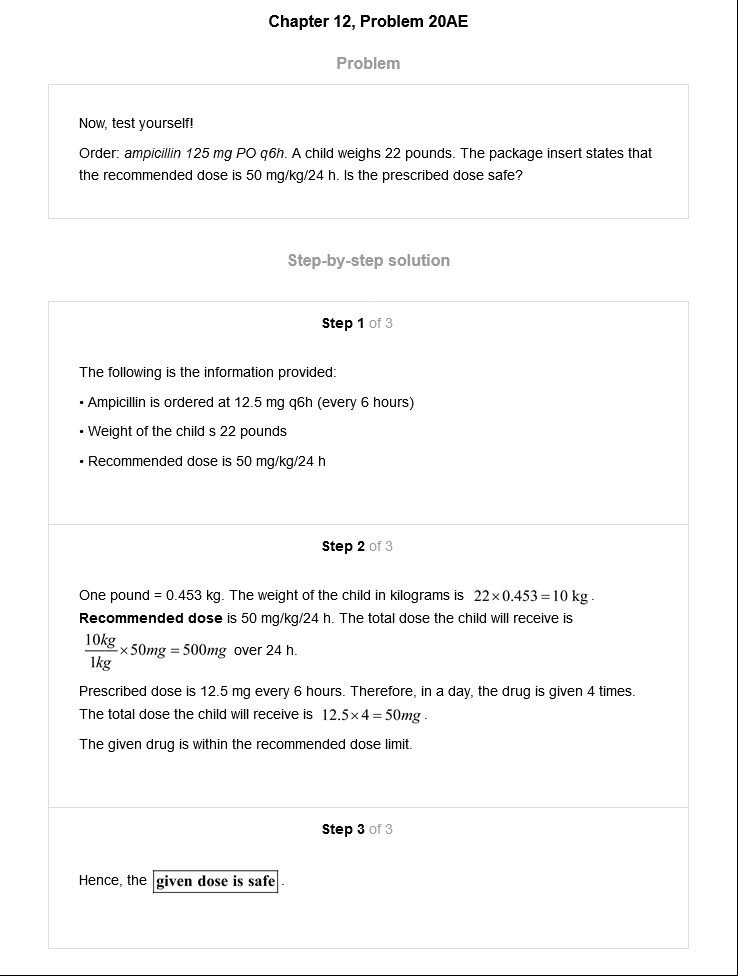 Chapter 12, Problem 20AE
Problem
Now, test yourself!
Order: ampicillin 125 mg PO q6h. A child weighs 22 pounds. The package insert states that
the recommended dose is 50 mg/kg/24 h. Is the prescribed dose safe?
Step-by-step solution
Step 1 of 3
The following is the information provided:
• Ampicillin is ordered at 12.5 mg q6h (every 6 hours)
• Weight of the child s 22 pounds
• Recommended dose is 50 mg/kg/24 h
Step 2 of 3
One pound = 0.453 kg. The weight of the child in kilograms is 22×0.453=10 kg.
Recommended dose is 50 mg/kg/24 h. The total dose the child will receive is
10kg
1kg
×50mg = 500mg over 24 h.
Prescribed dose is 12.5 mg every 6 hours. Therefore, in a day, the drug is given 4 times.
The total dose the child will receive is 12.5×4=50mg.
The given drug is within the recommended dose limit.
Step 3 of 3
Hence, the given dose is safe.